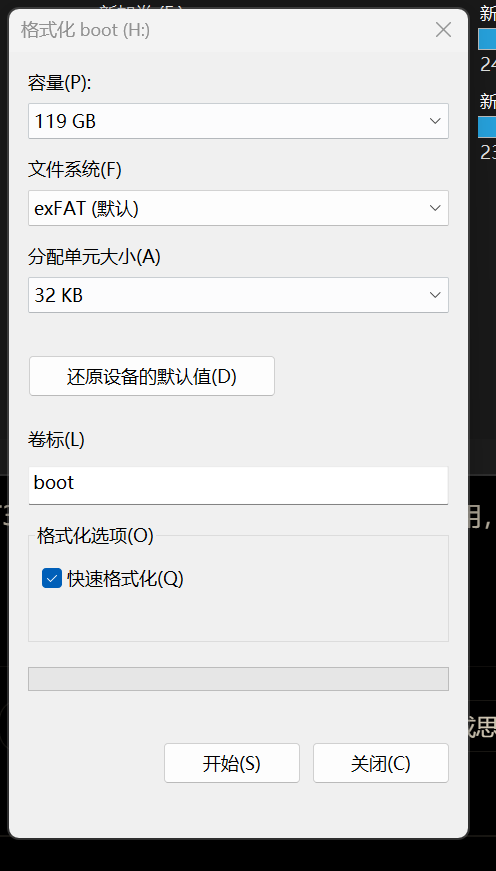 格式化 boot (H:)
新
容量(P):
24
119 GB
新
23
文件系统(F)
exFAT (默认)
分配单元大小(A)
32 KB
还原设备的默认值(D)
卷标(L)
boot
用，
格式化选项(O)
快速格式化(Q)
思
开始(S)
关闭(C)